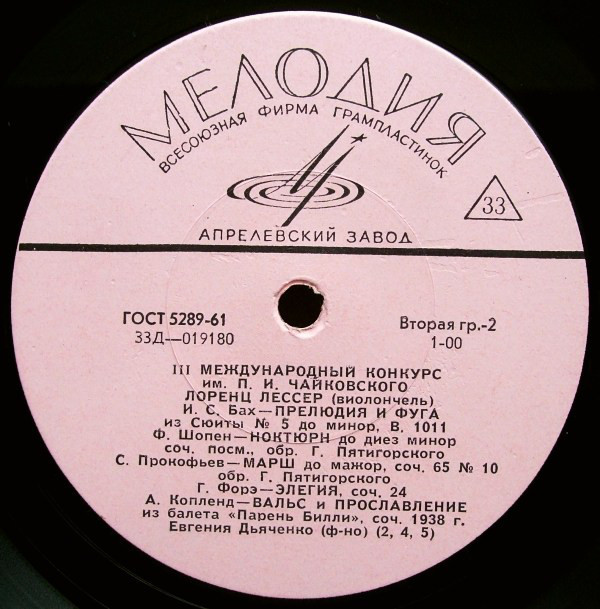 МЕЛОДИЯ
ВСЕСОЮЗНАЯ ФИРМА ГРАМПЛАСТИНОК
33
АПРЕЛЕВСКИЙ ЗАВОД
ГОСТ 5289-61
33Д—019180
Вторая гр.-2
1-00
III МЕЖДУНАРОДНЫЙ КОНКУРС
им. П. И. ЧАЙКОВСКОГО
ЛОРЕНЦ ЛЕССЕР (виолончель)
И. С. Бах—ПРЕЛЮДИЯ И ФУГА
из Сюиты № 5 до минор, В. 1011
Ф. Шопен—НОКТЮРН до диез минор
соч. посм., обр. Г. Пятигорского
С. Прокофьев—МАРШ до мажор, соч. 65 № 10
обр. Г. Пятигорского
Г. Форэ—ЭЛЕГИЯ, соч. 24
А. Копленд—ВАЛЬС и ПРОСЛАВЛЕНИЕ
из балета «Парень Билли», соч. 1938 г.
Евгения Дьяченко (ф-но) (2, 4, 5)